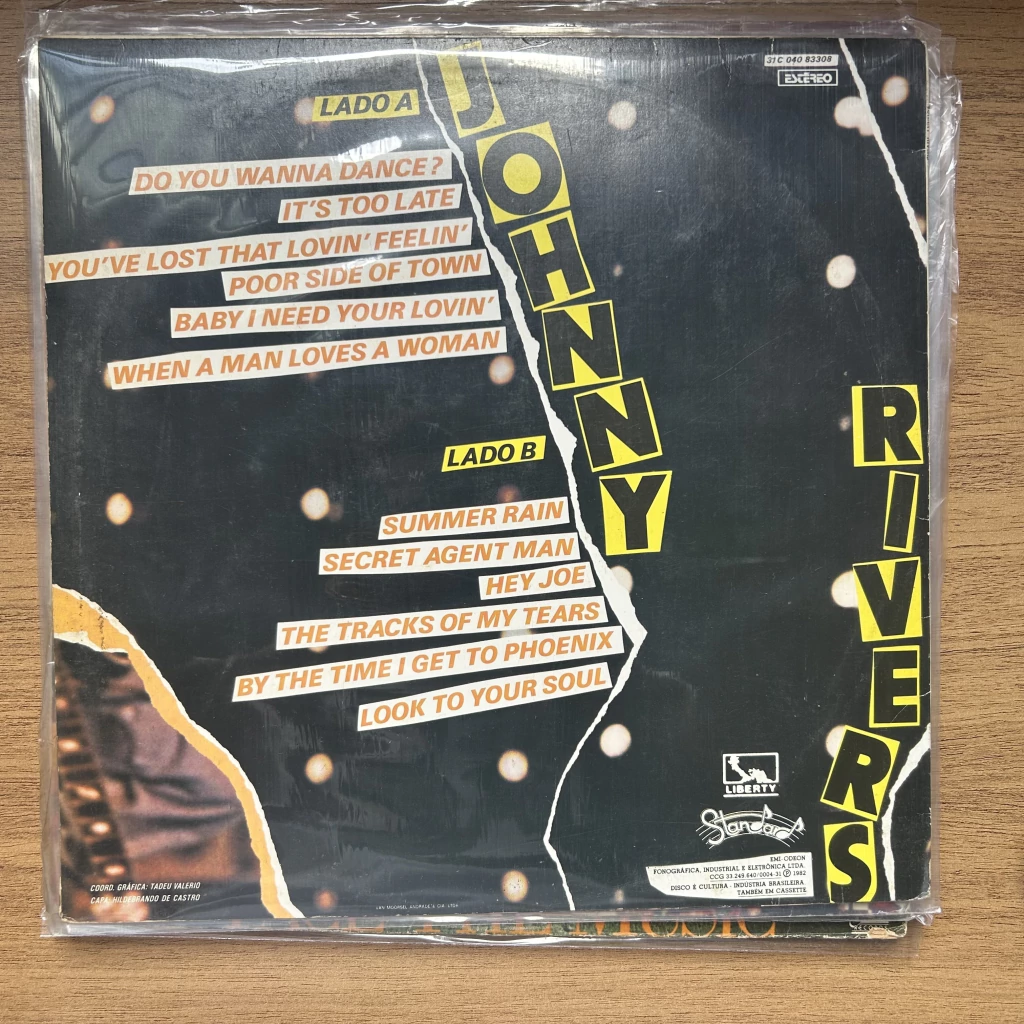 31C 040 83308
ESTÉREO
JOHNNY
RIVERS
LADO A
DO YOU WANNA DANCE?
IT'S TOO LATE
YOU'VE LOST THAT LOVIN' FEELIN'
POOR SIDE OF TOWN
BABY I NEED YOUR LOVIN'
WHEN A MAN LOVES A WOMAN
LADO B
SUMMER RAIN
SECRET AGENT MAN
HEY JOE
THE TRACKS OF MY TEARS
BY THE TIME I GET TO PHOENIX
LOOK TO YOUR SOUL
LIBERTY
Standard
EMI-ODEON
FONOGRÁFICA, INDUSTRIAL E ELETRÔNICA LTDA.
CGC 33.249.640/0004-31 Ⓟ 1982
DISCO É CULTURA - INDÚSTRIA BRASILEIRA
TAMBÉM EM CASSETTE
COORD. GRÁFICA: TADEU VALERIO
CAPA: HILDEBRANDO DE CASTRO
MUSIC